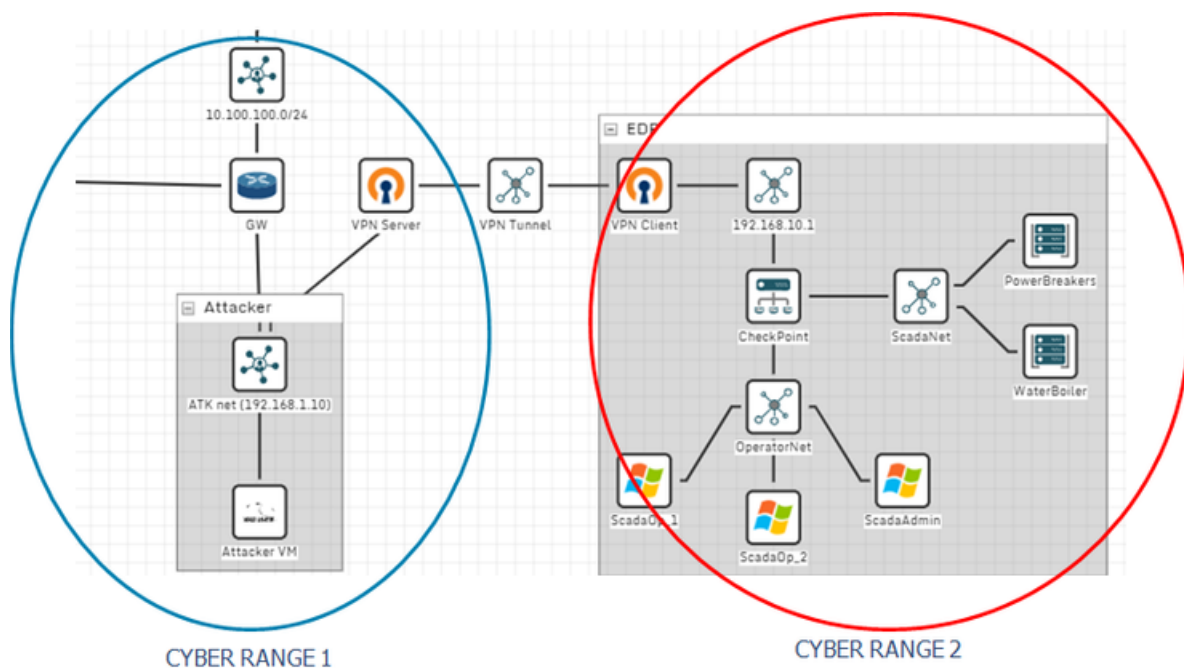 10.100.100.0/24
EDP
GW
VPN Server
VPN Tunnel
VPN Client
192.168.10.1
PowerBreakers
Attacker
CheckPoint
ScadaNet
WaterBoiler
ATK net (192.168.1.10)
OperatorNet
ScadaOp_1
ScadaAdmin
Attacker VM
ScadaOp_2
CYBER RANGE 1
CYBER RANGE 2